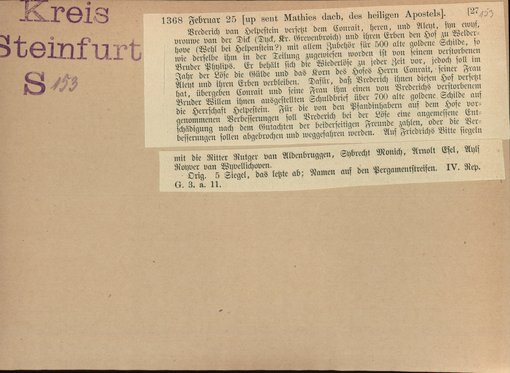 Kreis
Steinfurt
S 153
1368 Februar 25 [up sent Mathies dach, des heiligen Apostels]. [27
153
Vrederich van Helpestein versetzt dem Conrait, heren, und Aleyt, syn wyf,
vrouwe van der Dick (Dyck, Kr. Grevenbroich) und ihren Erben den Hof zu Welder-
hove (Wehl bei Helpenstein?) mit allem Zubehör für 500 alte goldene Schilde, so
wie derselbe ihm in der Teilung zugewiesen worden ist von seinem verstorbenen
Bruder Phylips. Er behält sich die Wiederlöse zu jeder Zeit vor, jedoch soll im
Jahr der Löse die Gülde und das Korn des Hofes Herrn Conrait, seiner Frau
Aleyt und ihren Erben verbleiben. Dafür, daß Vrederich ihnen diesen Hof versetzt
hat, übergeben Conrait und seine Frau ihm einen von Vrederichs verstorbenem
Bruder Willem ihnen ausgestellten Schuldbrief über 700 alte goldene Schilde auf
die Herrschaft Helpestein. Für die von den Pfandinhabern auf dem Hofe vor-
genommenen Verbesserungen soll Vrederich bei der Löse eine angemessene Ent-
schädigung nach dem Gutachten der beiderseitigen Freunde zahlen, oder die Ver-
besserungen sollen abgebrochen und weggefahren werden. Auf Friedrichs Bitte siegeln
mit die Ritter Rutger van Aldenbruggen, Sybrecht Monich, Arnolt Esel, Aylf
Rouwer van Wyvellichoven.
Orig. 5 Siegel, das letzte ab; Namen auf den Pergamentstreifen. IV. Rep.
G. 3. a. 11.